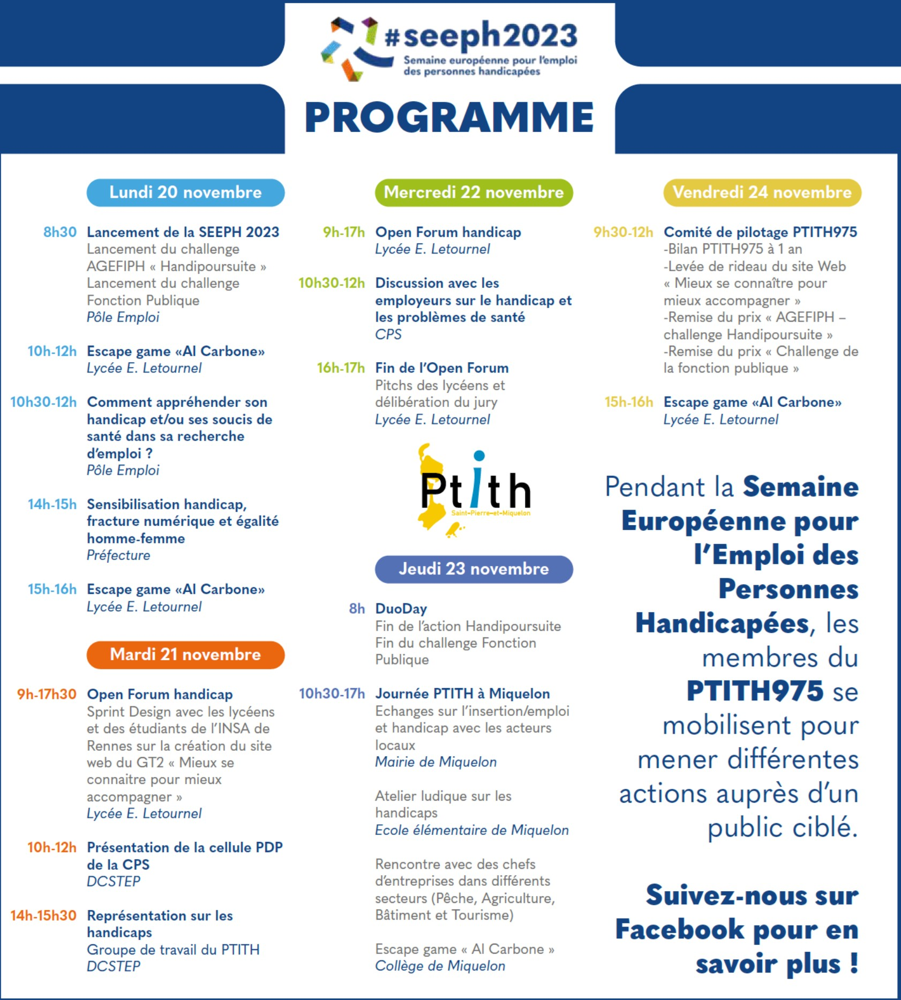 #seeph2023
Semaine européenne pour l'emploi
des personnes handicapées
PROGRAMME
Lundi 20 novembre
8h30 Lancement de la SEEPH 2023
Lancement du challenge
AGEFIPH « Handipoursuite »
Lancement du challenge
Fonction Publique
Pôle Emploi
10h-12h Escape game «Al Carbone»
Lycée E. Letournel
10h30-12h Comment appréhender son
handicap et/ou ses soucis de
santé dans sa recherche
d'emploi ?
Pôle Emploi
14h-15h Sensibilisation handicap,
fracture numérique et égalité
homme-femme
Préfecture
15h-16h Escape game «Al Carbone»
Lycée E. Letournel
Mardi 21 novembre
9h-17h30 Open Forum handicap
Sprint Design avec les lycéens
et des étudiants de l'INSA de
Rennes sur la création du site
web du GT2 « Mieux se
connaitre pour mieux
accompagner »
Lycée E. Letournel
10h-12h Présentation de la cellule PDP
de la CPS
DCSTEP
14h-15h30 Représentation sur les
handicaps
Groupe de travail du PTITH
DCSTEP
Mercredi 22 novembre
9h-17h Open Forum handicap
Lycée E. Letournel
10h30-12h Discussion avec les
employeurs sur le handicap et
les problèmes de santé
CPS
16h-17h Fin de l'Open Forum
Pitchs des lycéens et
délibération du jury
Lycée E. Letournel
Ptith
Saint-Pierre-et-Miquelon
Jeudi 23 novembre
8h DuoDay
Fin de l'action Handipoursuite
Fin du challenge Fonction
Publique
10h30-17h Journée PTITH à Miquelon
Echanges sur l'insertion/emploi
et handicap avec les acteurs
locaux
Mairie de Miquelon
Atelier ludique sur les
handicaps
Ecole élémentaire de Miquelon
Rencontre avec des chefs
d'entreprises dans différents
secteurs (Pêche, Agriculture,
Bâtiment et Tourisme)
Escape game « Al Carbone »
Collège de Miquelon
Vendredi 24 novembre
9h30-12h Comité de pilotage PTITH975
-Bilan PTITH975 à 1 an
-Levée de rideau du site Web
« Mieux se connaître pour
mieux accompagner »
-Remise du prix « AGEFIPH –
challenge Handipoursuite »
-Remise du prix « Challenge de
la fonction publique »
15h-16h Escape game «Al Carbone»
Lycée E. Letournel
Pendant la Semaine
Européenne pour
l'Emploi des
Personnes
Handicapées, les
membres du
PTITH975 se
mobilisent pour
mener différentes
actions auprès d'un
public ciblé.
Suivez-nous sur
Facebook pour en
savoir plus !